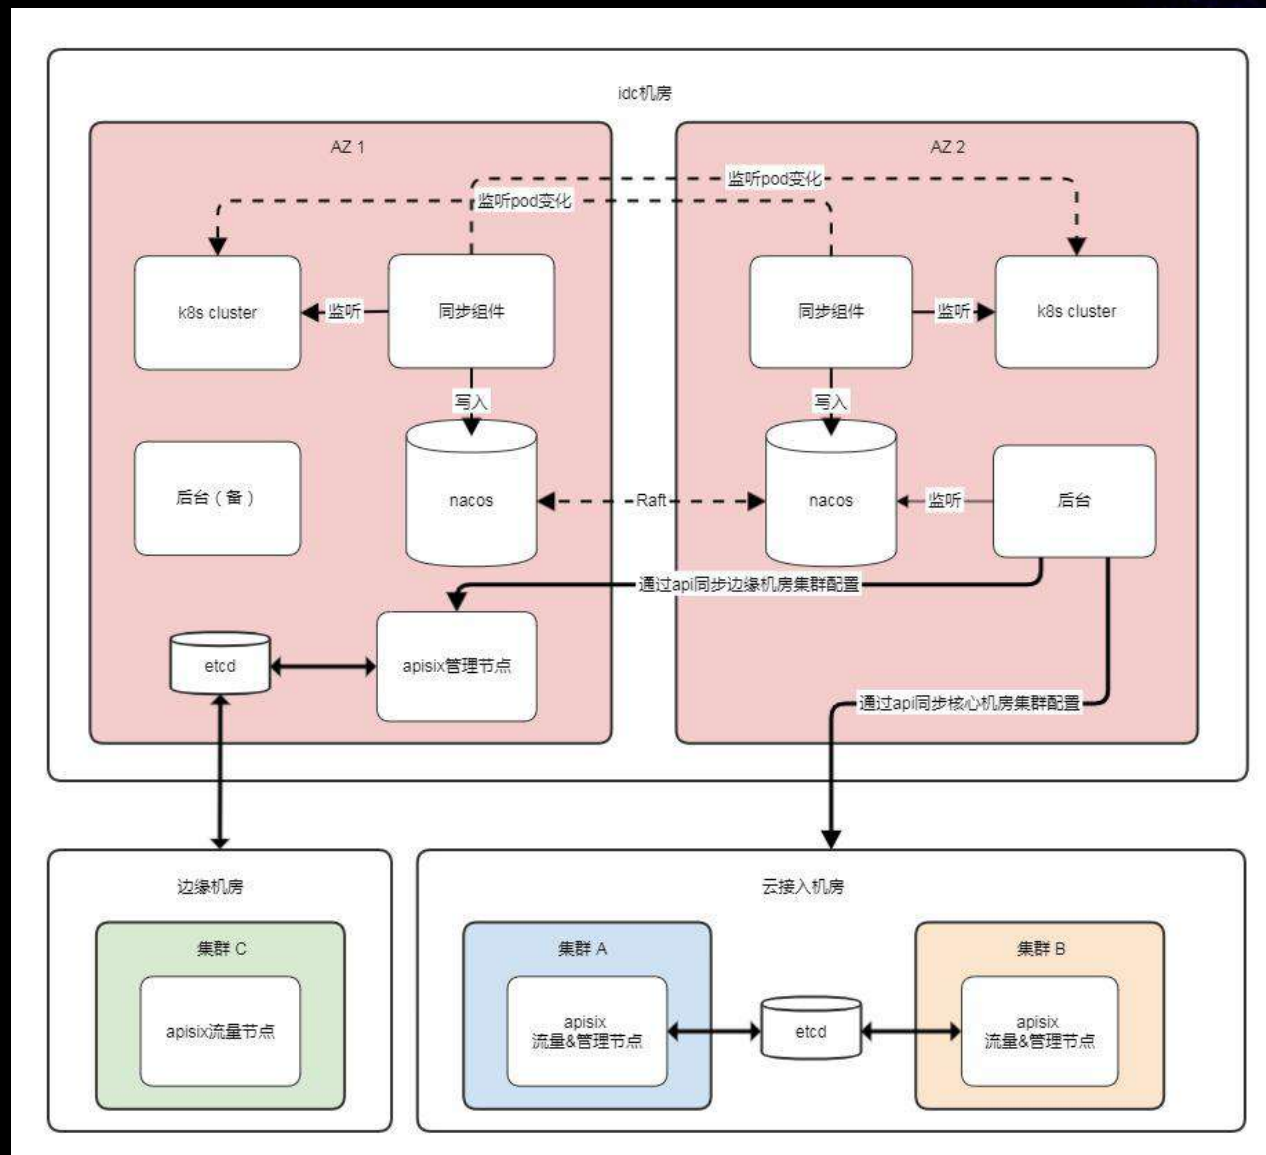 idc机房
AZ 1
AZ 2
监听pod变化
监听pod变化
k8s cluster
监听
同步组件
同步组件
监听
k8s cluster
写入
写入
后台（备）
nacos
Raft
nacos
监听
后台
通过api同步边缘机房集群配置
etcd
apisix管理节点
通过api同步核心机房集群配置
边缘机房
云接入机房
集群 C
集群 A
集群 B
apisix流量节点
apisix
流量&管理节点
etcd
apisix
流量&管理节点